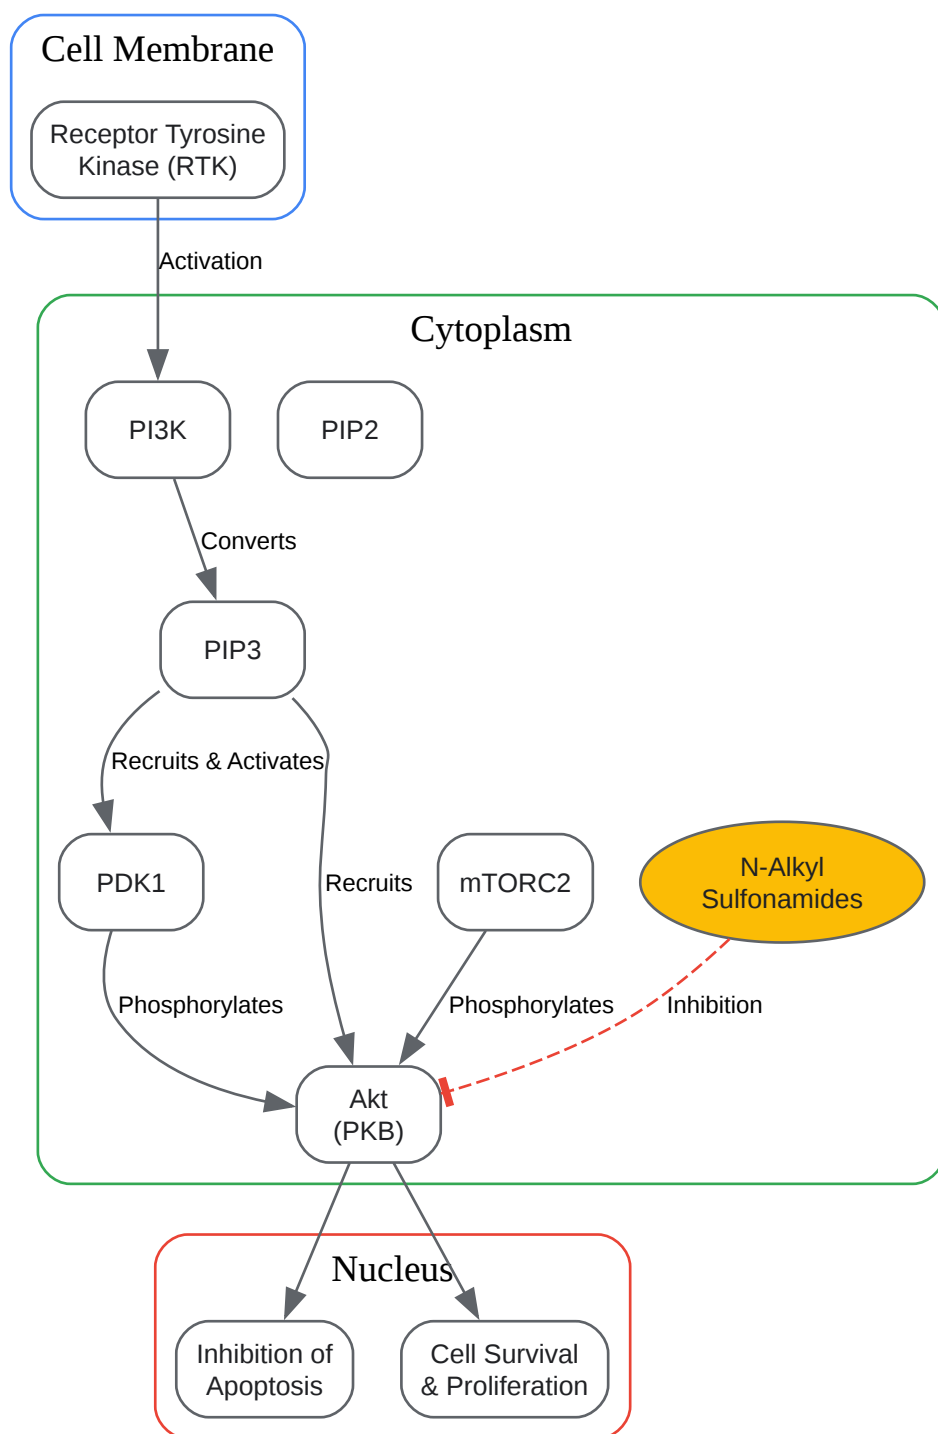 Cell Membrane
Receptor Tyrosine
Kinase (RTK)
Activation
Cytoplasm
PI3K
PIP2
Converts
PIP3
Recruits & Activates
PDK1
Recruits
mTORC2
N-Alkyl
Sulfonamides
Phosphorylates
Phosphorylates
Inhibition
Akt
(PKB)
Nucleus
Inhibition of
Apoptosis
Cell Survival
& Proliferation